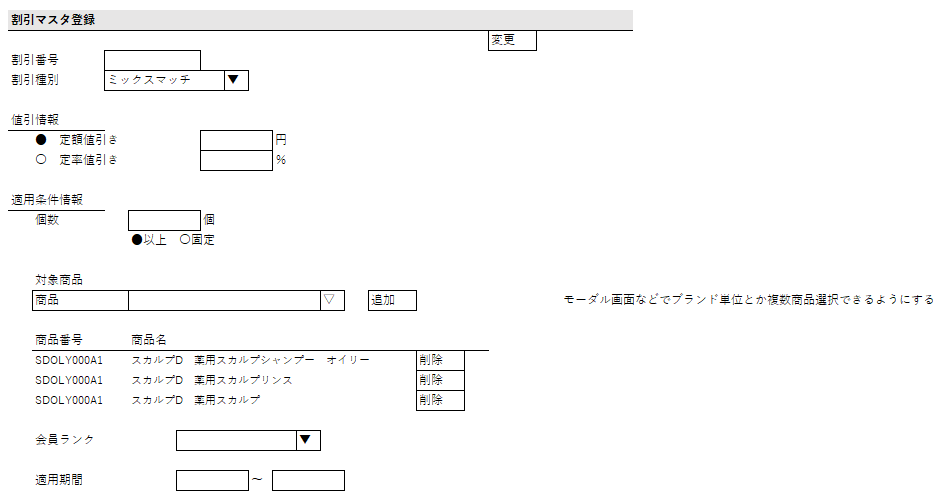 割引マスタ登録
変更
割引番号
割引種別 ミックスマッチ ▼
値引情報
● 定額値引き 円
○ 定率値引き %
適用条件情報
個数 個
●以上 ○固定
対象商品
商品 ▽ 追加 モーダル画面などでブランド単位とか複数商品選択できるようにする
商品番号 商品名
SDOLY000A1 スカルプD 薬用スカルプシャンプー オイリー 削除
SDOLY000A1 スカルプD 薬用スカルプリンス 削除
SDOLY000A1 スカルプD 薬用スカルプ 削除
会員ランク ▼
適用期間 ～